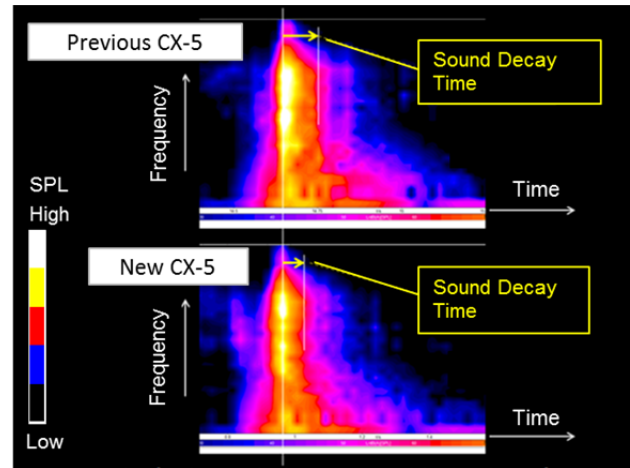 Previous CX-5
Sound Decay
Time
Frequency
SPL
High
Time
New CX-5
Sound Decay
Time
Frequency
Low
Time